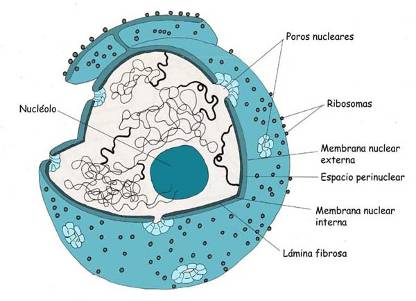 Poros nucleares
Nucléolo
Ribosomas
Membrana nuclear
externa
Espacio perinuclear
Membrana nuclear
interna
Lámina fibrosa